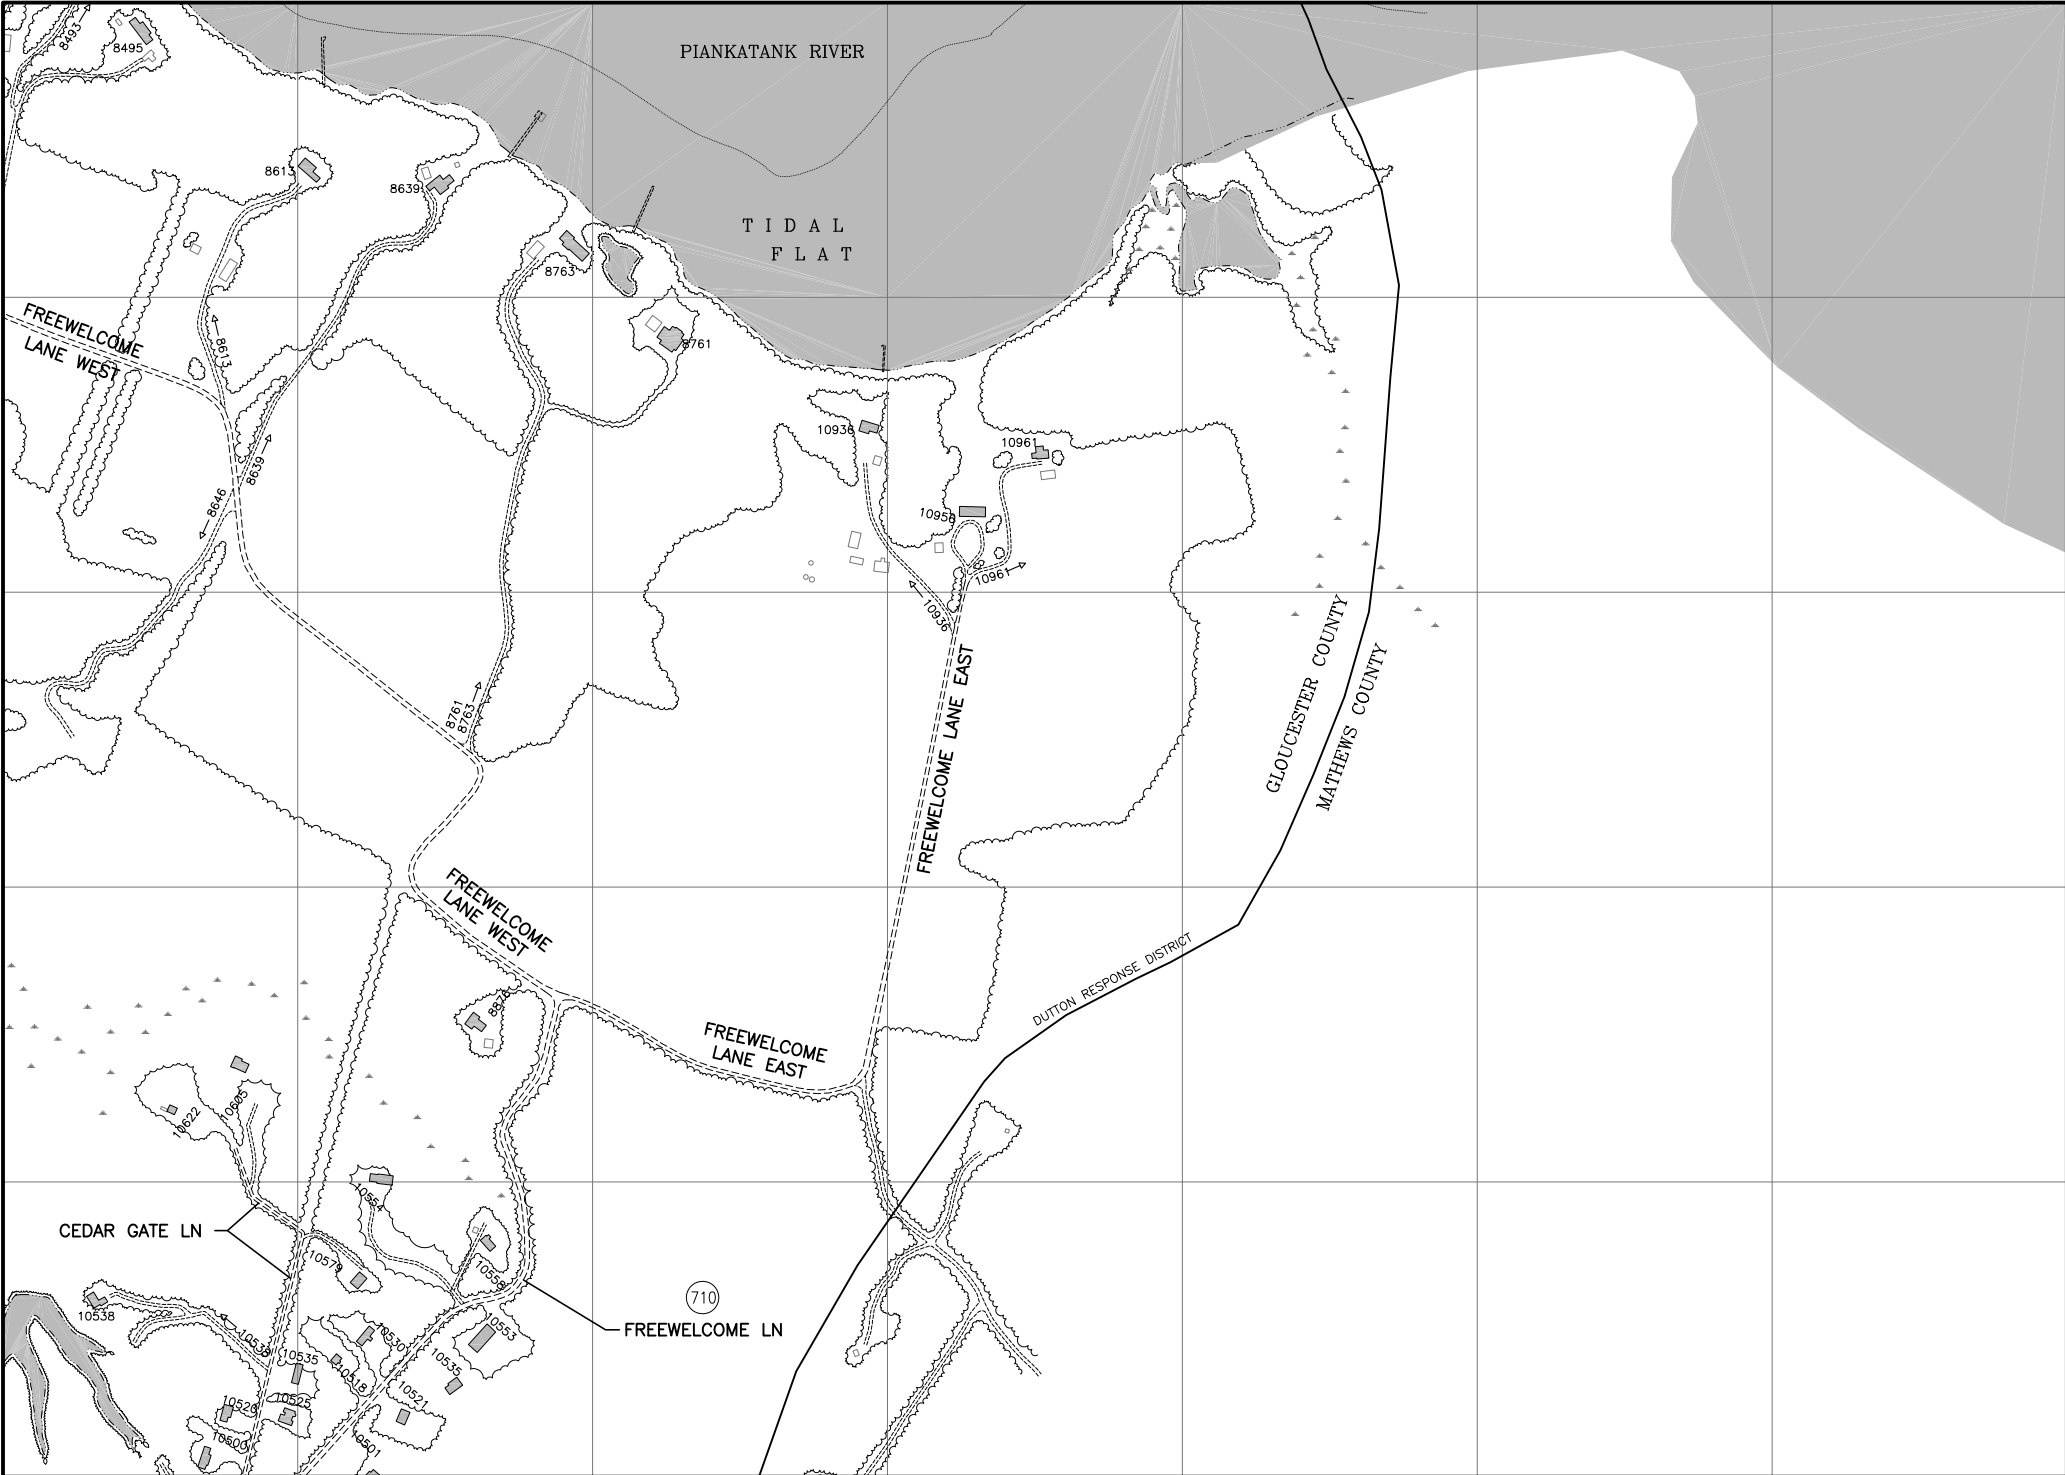 8493
8495
PIANKATANK RIVER
8613
8639
TIDAL
FLAT
8763
FREEWELCOME
LANE WEST
8613
8761
10936
10961
8639
8646
10958
10961
10936
FREEWELCOME LANE EAST
GLOUCESTER COUNTY
MATHEWS COUNTY
8761
8763
FREEWELCOME
LANE WEST
DUTTON RESPONSE DISTRICT
8876
FREEWELCOME
LANE EAST
10605
10622
10554
CEDAR GATE LN
10579
10558
710
10538
FREEWELCOME LN
10538
10530
10553
10535
10535
10518
10525
10521
10520
10500
10501